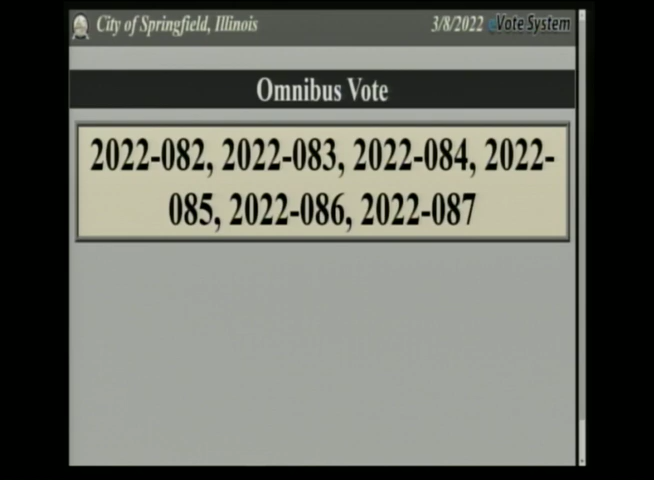 City of Springfield, Illinois
3/8/2022 eVote System
Omnibus Vote
2022-082, 2022-083, 2022-084, 2022-
085, 2022-086, 2022-087